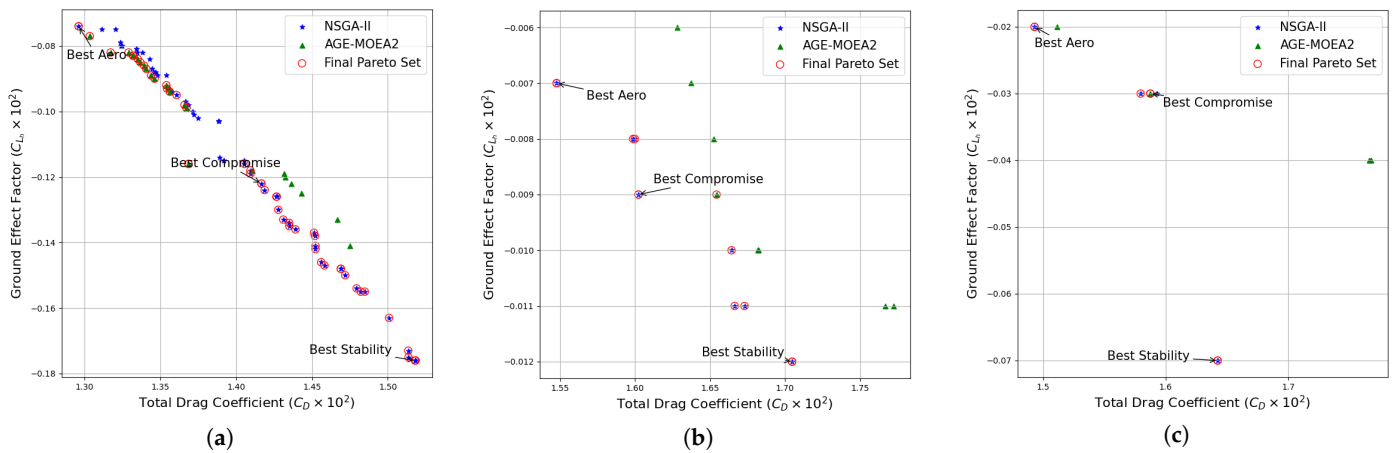 NSGA-II
AGE-MOEA2
Final Pareto Set
Best Aero
Best Compromise
Best Stability
−0.08
−0.10
−0.12
−0.14
−0.16
−0.18
Ground Effect Factor (C_{L_h} × 10²)
1.30
1.35
1.40
1.45
1.50
Total Drag Coefficient (C_D × 10²)
(a)
NSGA-II
AGE-MOEA2
Final Pareto Set
Best Aero
Best Compromise
Best Stability
−0.006
−0.007
−0.008
−0.009
−0.010
−0.011
−0.012
Ground Effect Factor (C_{L_h} × 10²)
1.55
1.60
1.65
1.70
1.75
Total Drag Coefficient (C_D × 10²)
(b)
NSGA-II
AGE-MOEA2
Final Pareto Set
Best Aero
Best Compromise
Best Stability
−0.02
−0.03
−0.04
−0.05
−0.06
−0.07
Ground Effect Factor (C_{L_h} × 10²)
1.5
1.6
1.7
Total Drag Coefficient (C_D × 10²)
(c)